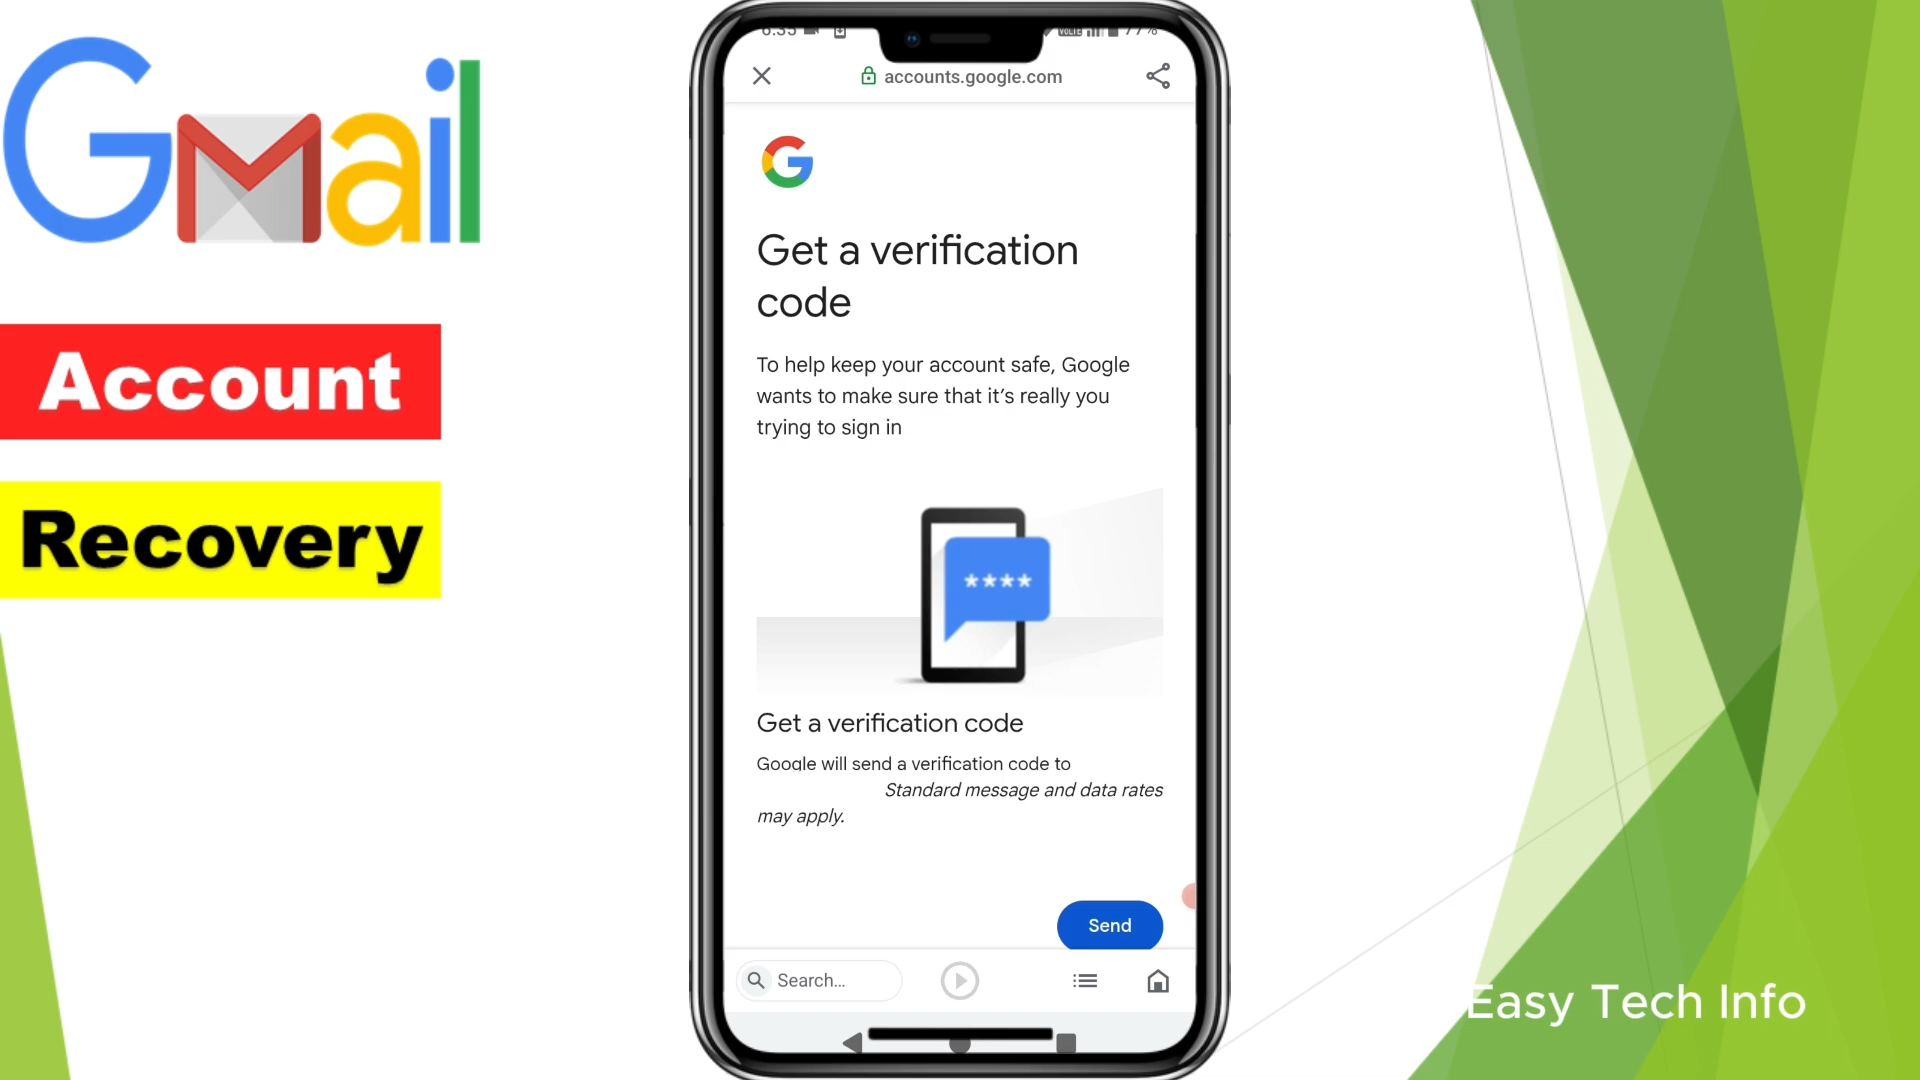 Gmail
Account
Recovery
accounts.google.com
Get a verification
code
To help keep your account safe, Google
wants to make sure that it’s really you
trying to sign in
****
Get a verification code
Google will send a verification code to
Standard message and data rates
may apply.
Send
Search...
Easy Tech Info